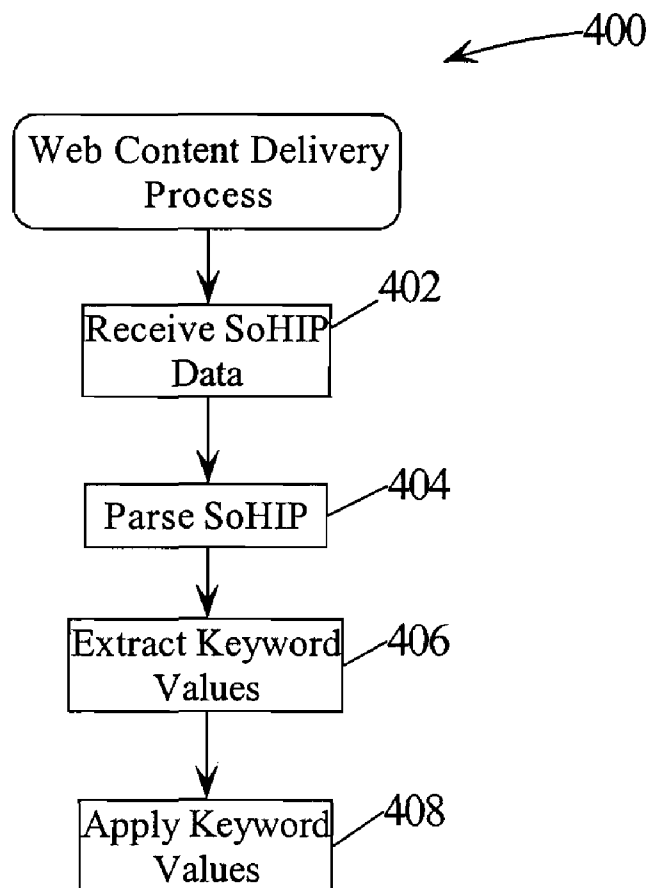 400
Web Content Delivery
Process
402
Receive SoHIP
Data
404
Parse SoHIP
406
Extract Keyword
Values
408
Apply Keyword
Values